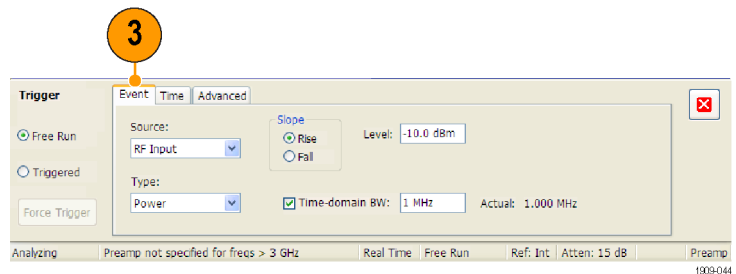 3
Trigger
Event Time Advanced
Free Run
Triggered
Force Trigger
Source:
RF Input
Type:
Power
Slope
Rise
Fall
Level: -10.0 dBm
Time-domain BW: 1 MHz Actual: 1.000 MHz
Analyzing Preamp not specified for freqs > 3 GHz Real Time Free Run Ref: Int Atten: 15 dB Preamp
1909-044